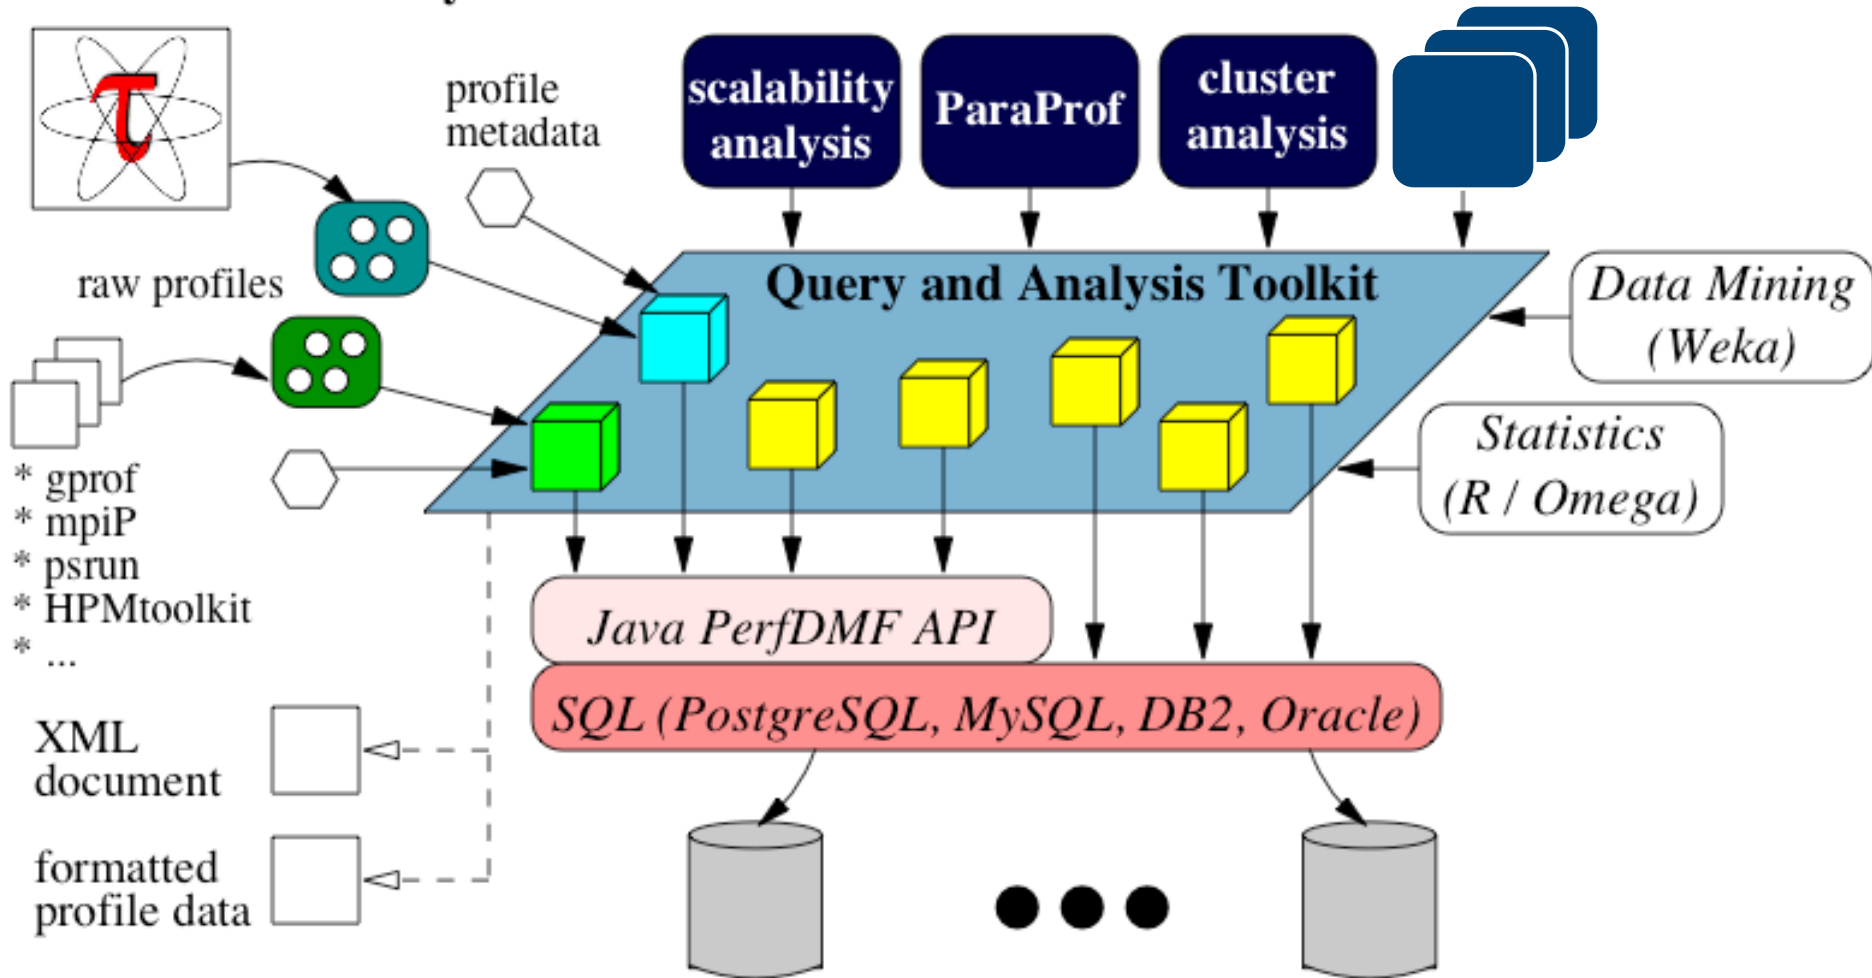 profile
metadata
scalability
analysis
ParaProf
cluster
analysis
raw profiles
Query and Analysis Toolkit
Data Mining
(Weka)
Statistics
(R / Omega)
* gprof
* mpiP
* psrun
* HPMtoolkit
* ...
Java PerfDMF API
SQL (PostgreSQL, MySQL, DB2, Oracle)
XML
document
formatted
profile data